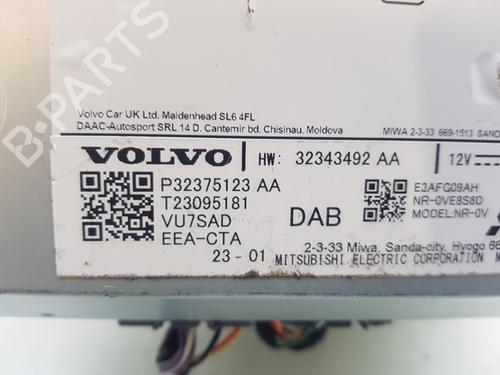 Volvo Car UK Ltd, Maidenhead SL6 4FL
DAAC-Autosport SRL 14 D, Cantemir bd. Chisinau, Moldova
MIWA 2-3-33 669-1513 SAND
VOLVO HW: 32343492 AA 12V
P32375123 AA
T23095181
VU7SAD
EEA-CTA
23-01
DAB
E3AFG09AH
NR-0VE8S6D
MODEL:NR-0V
2-3-33 Miwa, Sanda-city, Hyogo 66
MITSUBISHI ELECTRIC CORPORATION M
B-PARTS